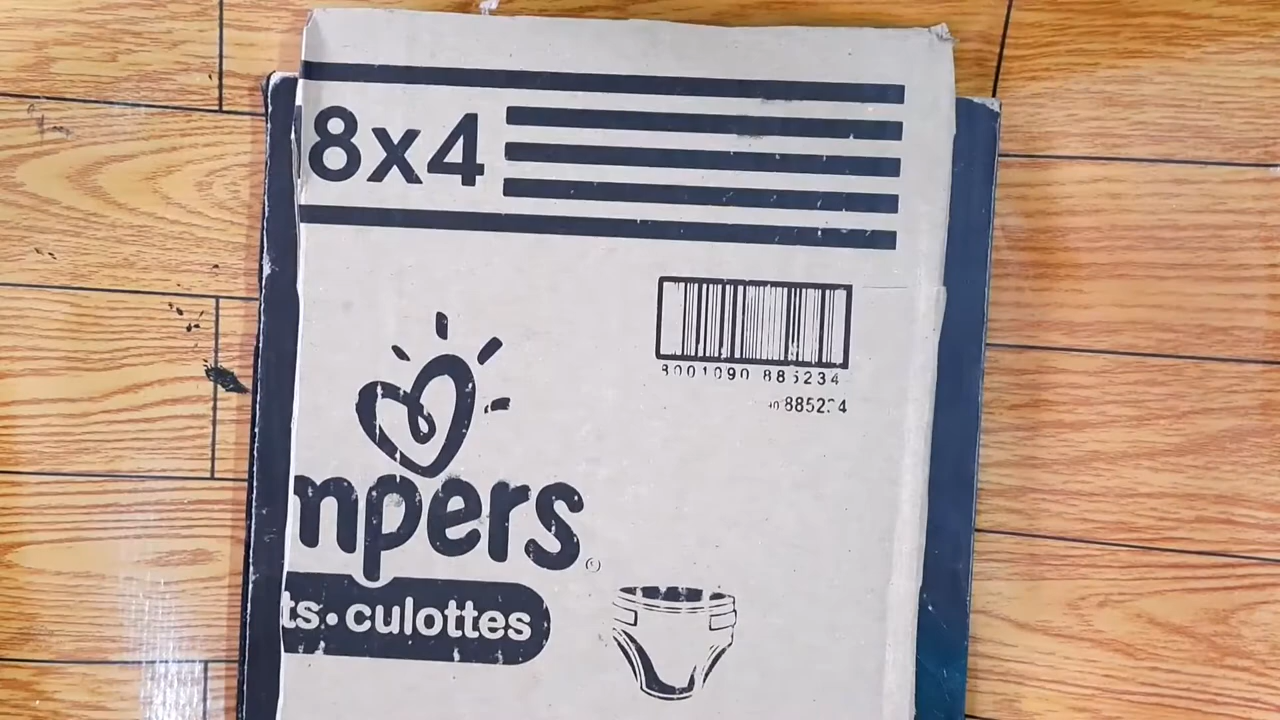 8x4
8001090 885234
885234
mpers
ts•culottes